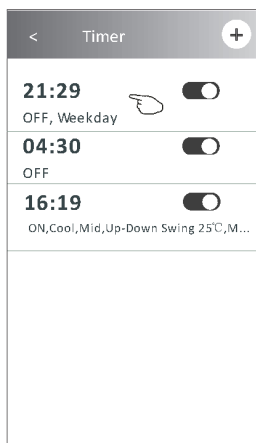 < Timer +
21:29
OFF, Weekday
04:30
OFF
16:19
ON,Cool,Mid,Up-Down Swing 25℃,M...